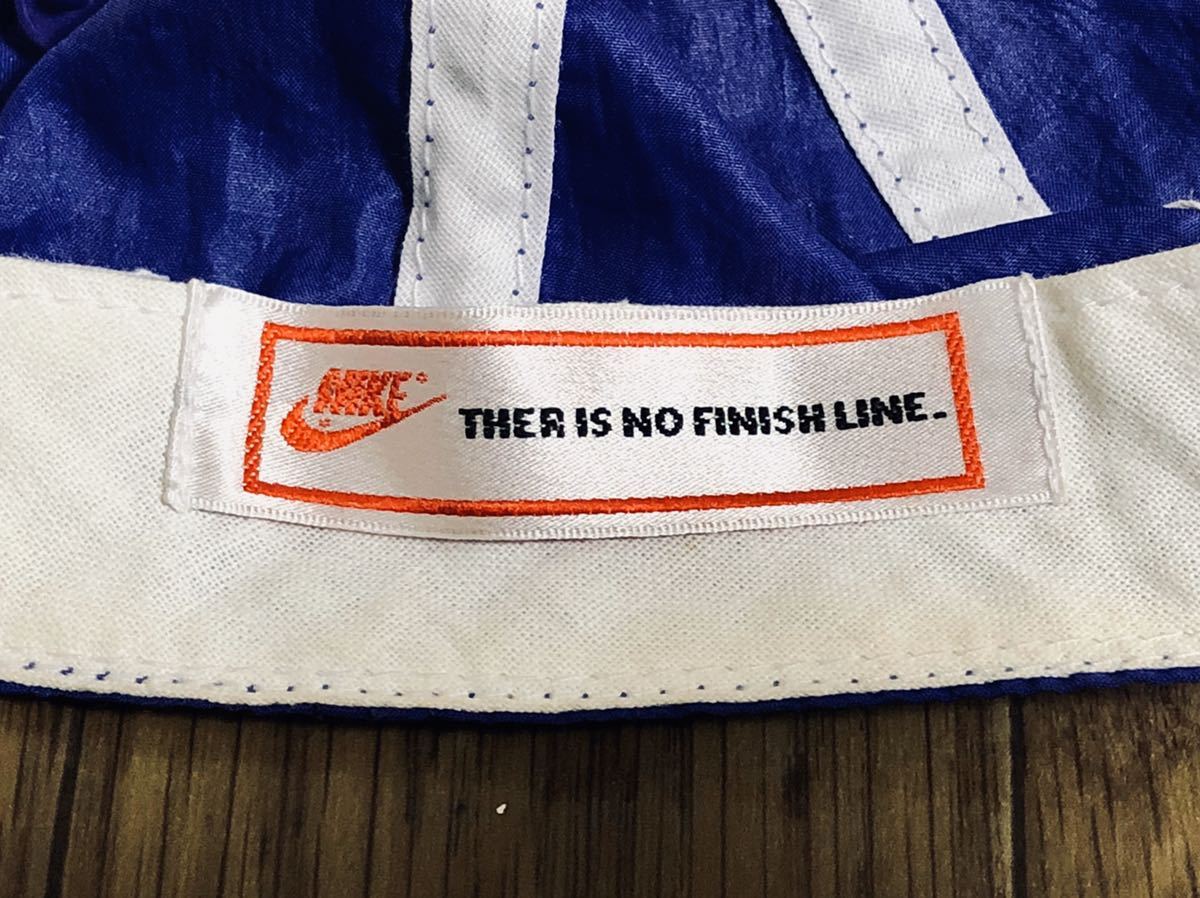 NIKE
THER IS NO FINISH LINE.